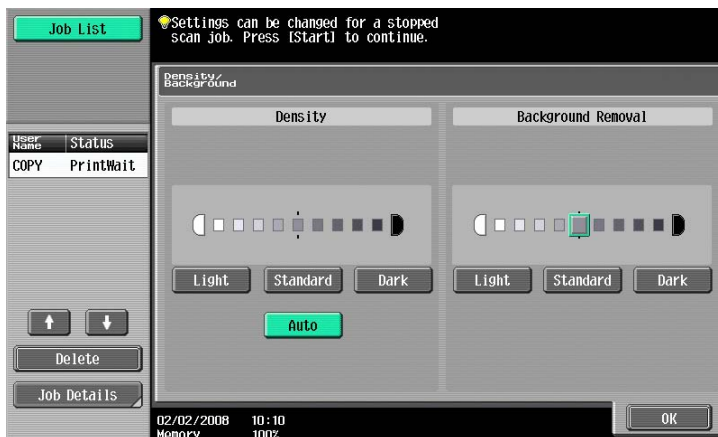 Job List
Settings can be changed for a stopped
scan job. Press [Start] to continue.
Density/
Background
Density
Background Removal
User
Name
Status
COPY PrintWait
Light
Standard
Dark
Light
Standard
Dark
Auto
Delete
Job Details
02/02/2008 10:10
Memory 100%
OK